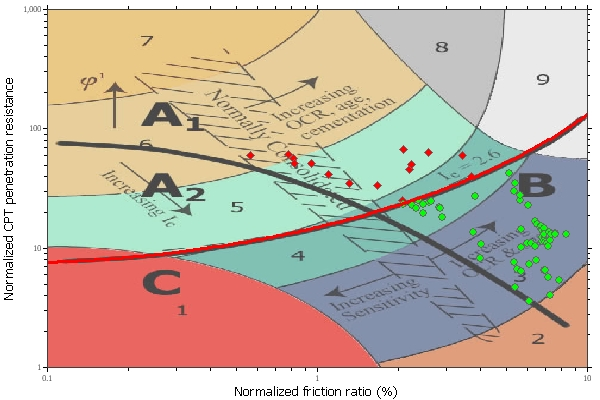 1,000
100
10
1
0.1
1
10
Normalized CPT penetration resistance
Normalized friction ratio (%)
7
8
9
φ'
A1
6
Normally Consolidated
Increasing
OCR, age,
cementation
Ic = 2.6
A2
Increasing Ic
5
B
4
C
1
Increasing
Sensitivity
Increasing
OCR &
3
2